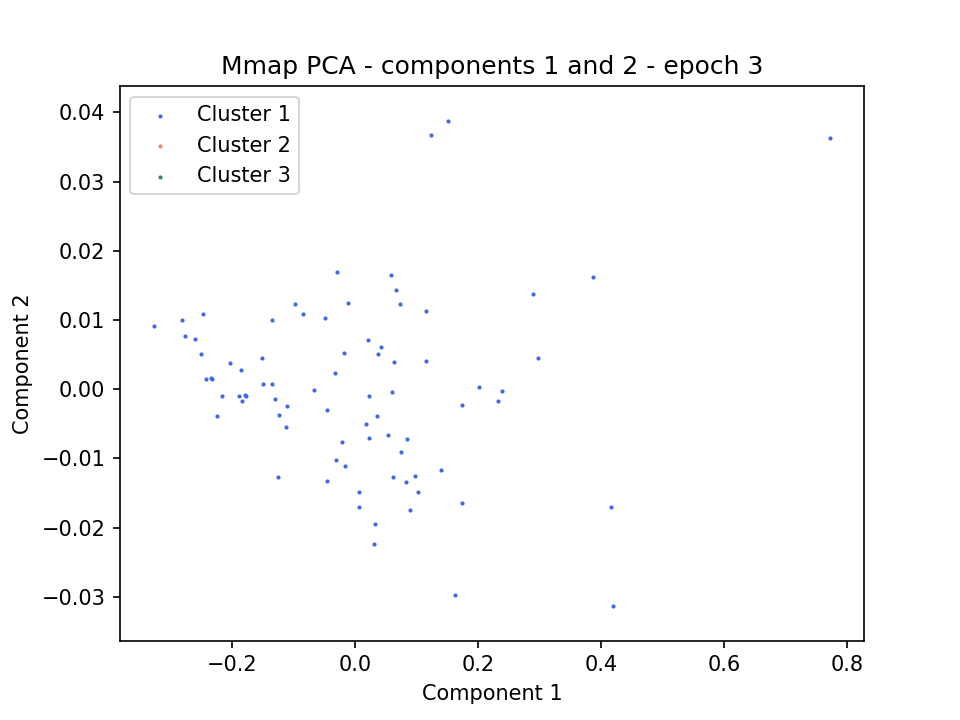 Mmap PCA - components 1 and 2 - epoch 3
Cluster 1
Cluster 2
Cluster 3
0.04
0.03
0.02
0.01
0.00
−0.01
−0.02
−0.03
Component 2
−0.2
0.0
0.2
0.4
0.6
0.8
Component 1